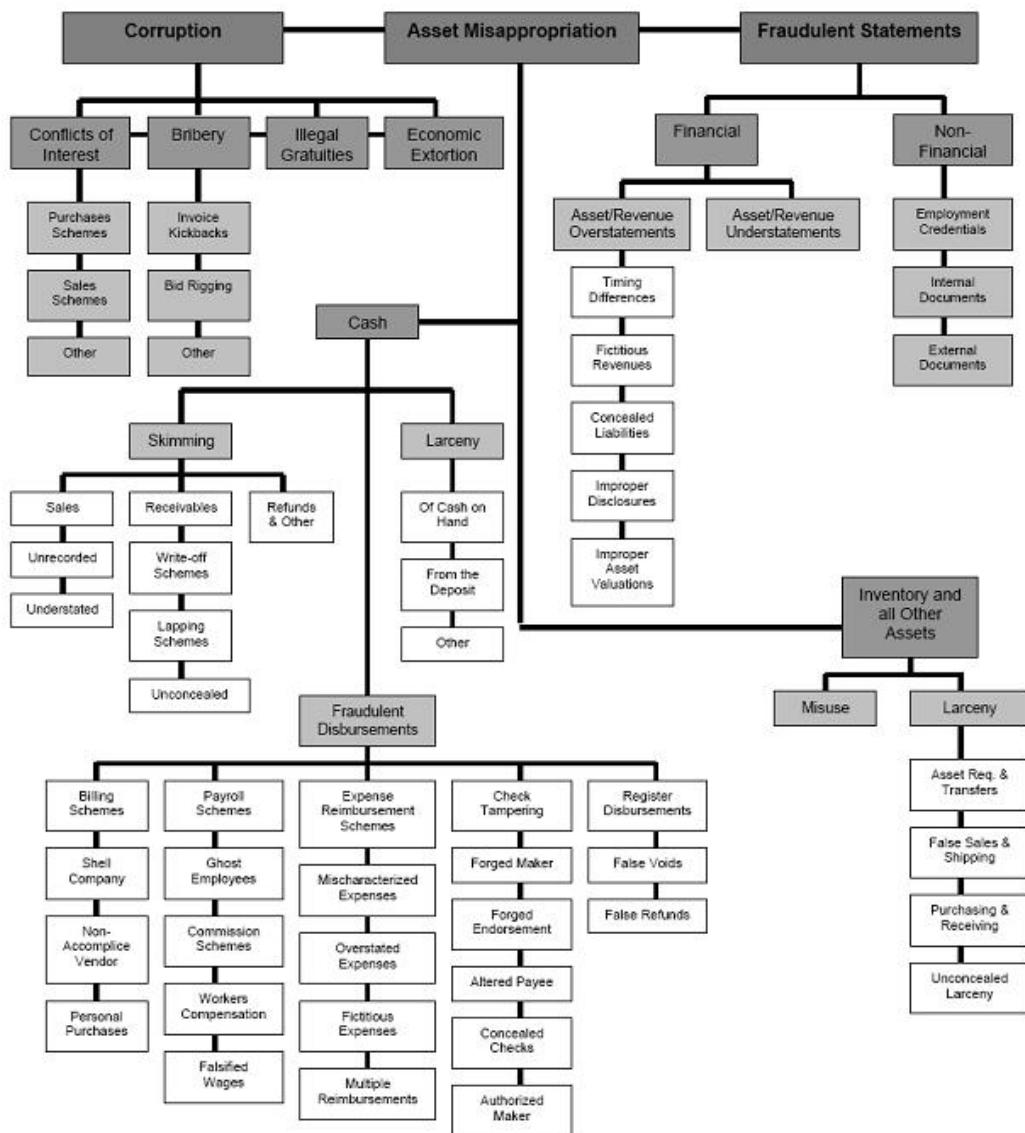 Corruption
Asset Misappropriation
Fraudulent Statements
Conflicts of
Interest
Bribery
Illegal
Gratuities
Economic
Extortion
Financial
Non-
Financial
Purchases
Schemes
Sales
Schemes
Other
Invoice
Kickbacks
Bid Rigging
Other
Asset/Revenue
Overstatements
Asset/Revenue
Understatements
Employment
Credentials
Internal
Documents
External
Documents
Timing
Differences
Fictitious
Revenues
Concealed
Liabilities
Improper
Disclosures
Improper
Asset
Valuations
Cash
Skimming
Larceny
Sales
Unrecorded
Understated
Receivables
Write-off
Schemes
Lapping
Schemes
Unconcealed
Refunds
& Other
Of Cash on
Hand
From the
Deposit
Other
Inventory and
all Other
Assets
Misuse
Larceny
Asset Req. &
Transfers
False Sales &
Shipping
Purchasing &
Receiving
Unconcealed
Larceny
Fraudulent
Disbursements
Billing
Schemes
Shell
Company
Non-
Accomplice
Vendor
Personal
Purchases
Payroll
Schemes
Ghost
Employees
Commission
Schemes
Workers
Compensation
Falsified
Wages
Expense
Reimbursement
Schemes
Mischaracterized
Expenses
Overstated
Expenses
Fictitious
Expenses
Multiple
Reimbursements
Check
Tampering
Forged Maker
Forged
Endorsement
Altered Payee
Concealed
Checks
Authorized
Maker
Register
Disbursements
False Voids
False Refunds